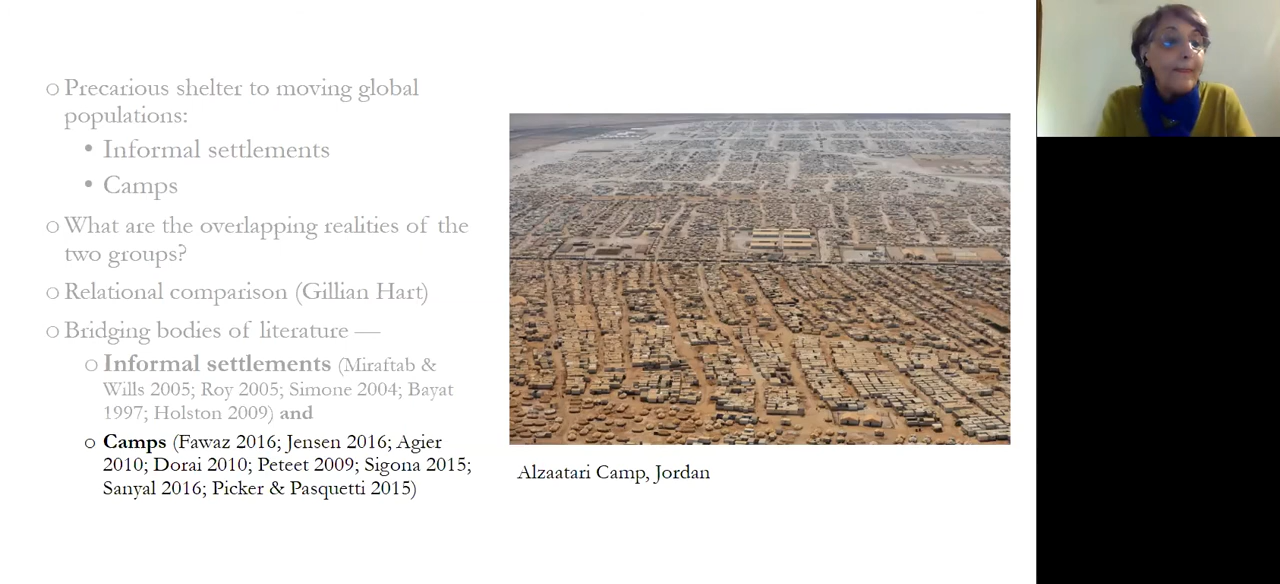 ○ Precarious shelter to moving global
populations:
• Informal settlements
• Camps
○ What are the overlapping realities of the
two groups?
○ Relational comparison (Gillian Hart)
○ Bridging bodies of literature —
○ Informal settlements (Miraftab &
Wills 2005; Roy 2005; Simone 2004; Bayat
1997; Holston 2009) and
○ Camps (Fawaz 2016; Jensen 2016; Agier
2010; Dorai 2010; Peteet 2009; Sigona 2015;
Sanyal 2016; Picker & Pasquetti 2015)
Alzaatari Camp, Jordan